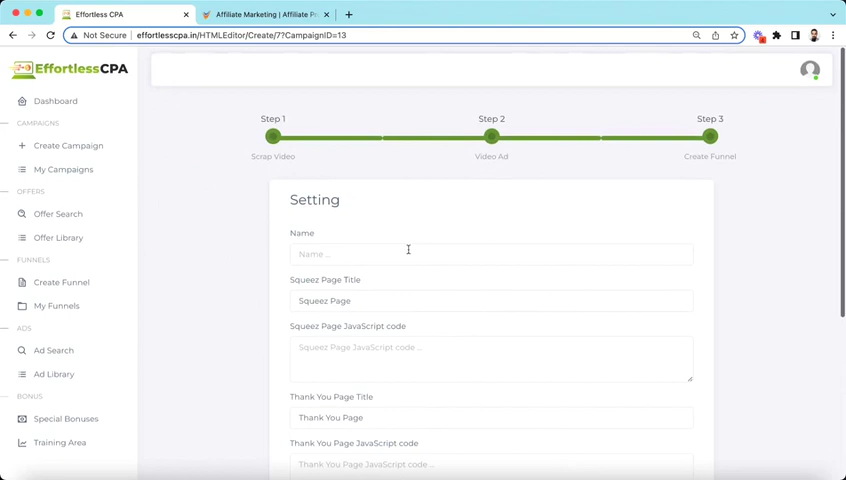 Effortless CPA
Affiliate Marketing | Affiliate Pr
Not Secure
effortlesscpa.in/HTMLEditor/Create/7?CampaignID=13
EffortlessCPA
Dashboard
CAMPAIGNS
Create Campaign
My Campaigns
OFFERS
Offer Search
Offer Library
FUNNELS
Create Funnel
My Funnels
ADS
Ad Search
Ad Library
BONUS
Special Bonuses
Training Area
Step 1
Step 2
Step 3
Scrap Video
Video Ad
Create Funnel
Setting
Name
Name ...
Squeez Page Title
Squeez Page
Squeez Page JavaScript code
Squeez Page JavaScript code ...
Thank You Page Title
Thank You Page
Thank You Page JavaScript code
Thank You Page JavaScript code ...